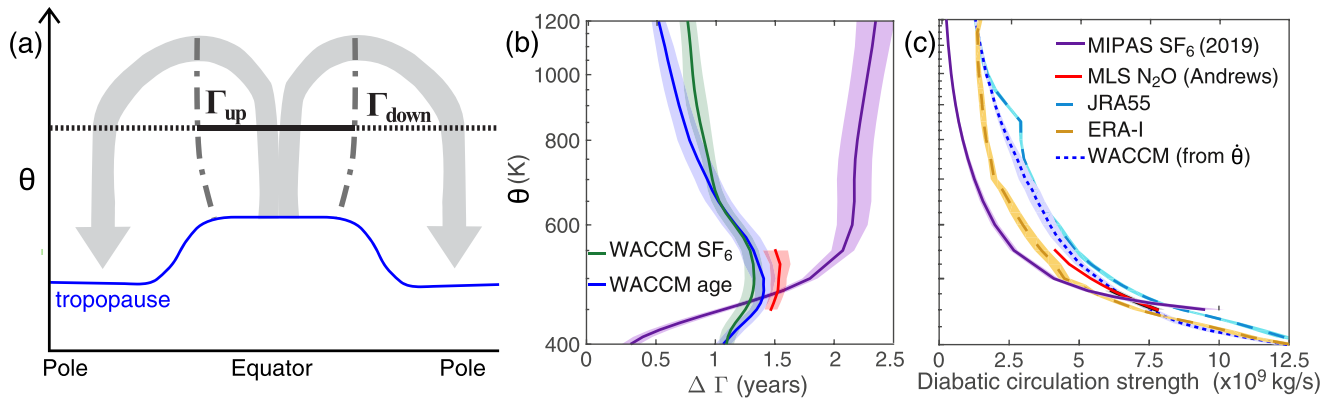 (a)
θ
Γup
Γdown
tropopause
Pole
Equator
Pole
(b)
θ (K)
1200
1000
800
600
400
WACCM SF6
WACCM age
0
0.5
1
1.5
2
2.5
Δ Γ (years)
(c)
MIPAS SF6 (2019)
MLS N2O (Andrews)
JRA55
ERA-I
WACCM (from θ̇)
0
2.5
5
7.5
10
12.5
Diabatic circulation strength (x10⁹ kg/s)